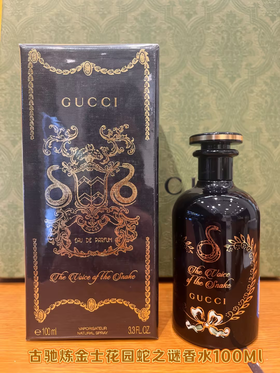 GUCCI
EAU DE PARFUM
The Voice of the Snake
100 ml
VAPORISATEUR
NATURAL SPRAY
3.3 FL.OZ.
The Voice
of the Snake
GUCCI
古驰炼金士花园蛇之谜香水100Ml